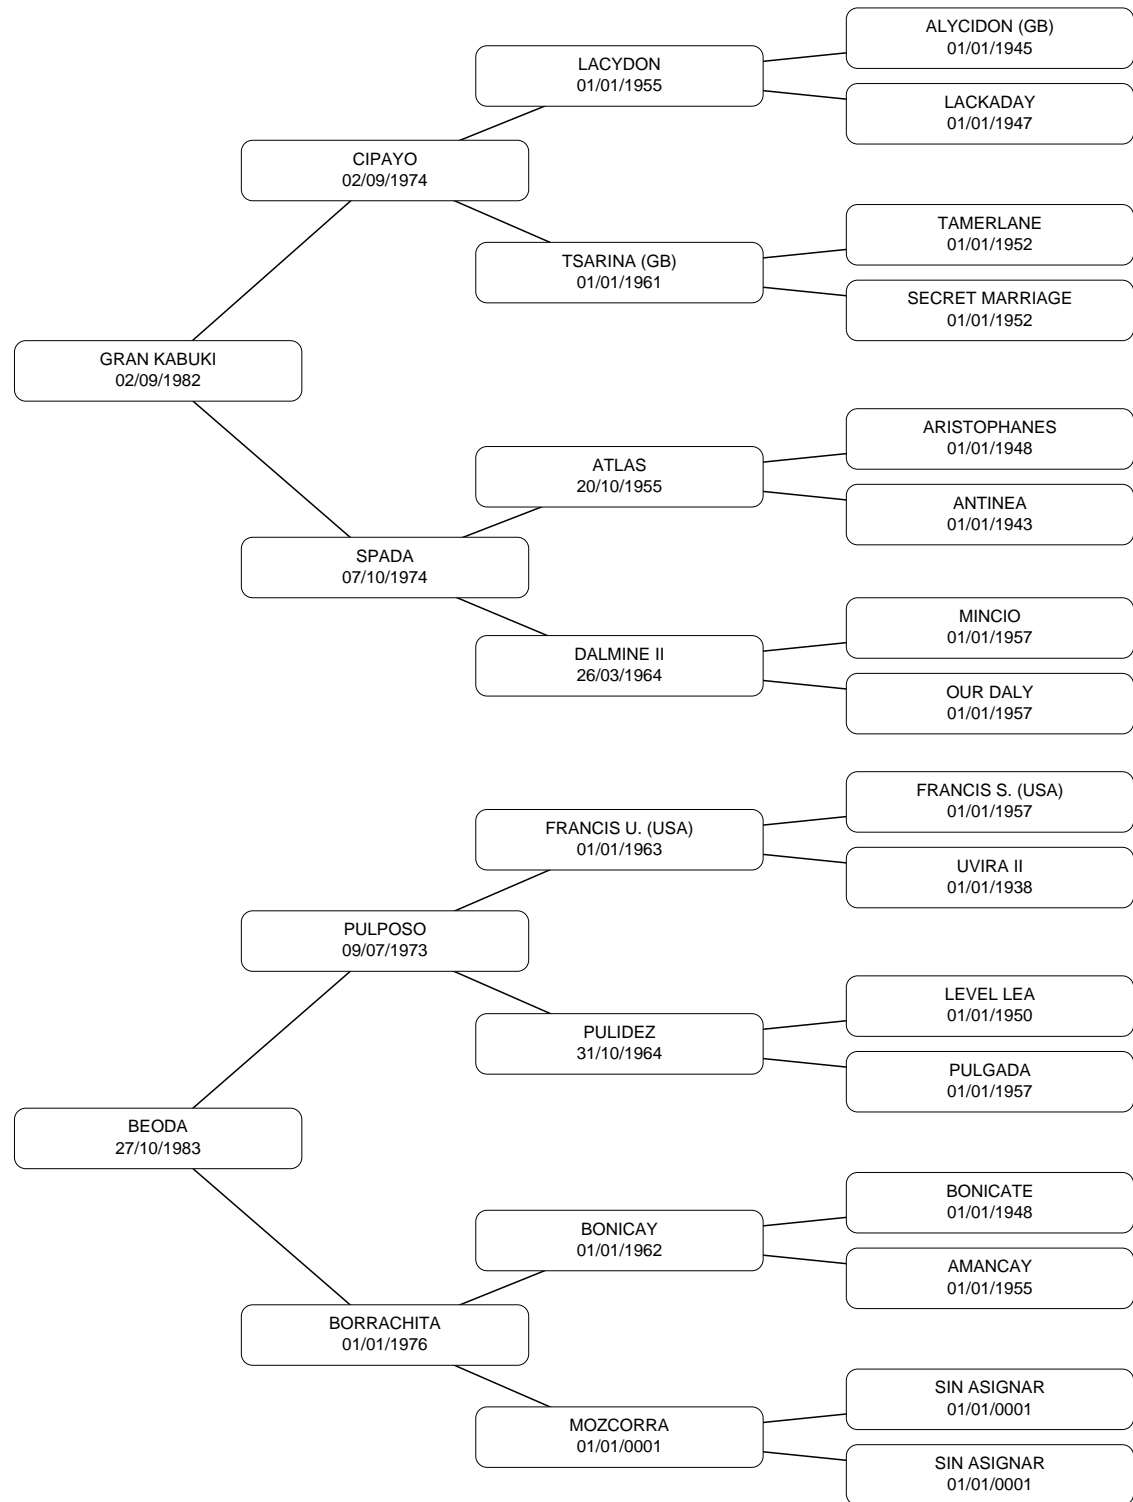 ALYCIDON (GB)
01/01/1945
LACYDON
01/01/1955
LACKADAY
01/01/1947
CIPAYO
02/09/1974
TAMERLANE
01/01/1952
TSARINA (GB)
01/01/1961
SECRET MARRIAGE
01/01/1952
GRAN KABUKI
02/09/1982
ARISTOPHANES
01/01/1948
ATLAS
20/10/1955
ANTINEA
01/01/1943
SPADA
07/10/1974
MINCIO
01/01/1957
DALMINE II
26/03/1964
OUR DALY
01/01/1957
FRANCIS S. (USA)
01/01/1957
FRANCIS U. (USA)
01/01/1963
UVIRA II
01/01/1938
PULPOSO
09/07/1973
LEVEL LEA
01/01/1950
PULIDEZ
31/10/1964
PULGADA
01/01/1957
BEODA
27/10/1983
BONICATE
01/01/1948
BONICAY
01/01/1962
AMANCAY
01/01/1955
BORRACHITA
01/01/1976
SIN ASIGNAR
01/01/0001
MOZCORRA
01/01/0001
SIN ASIGNAR
01/01/0001